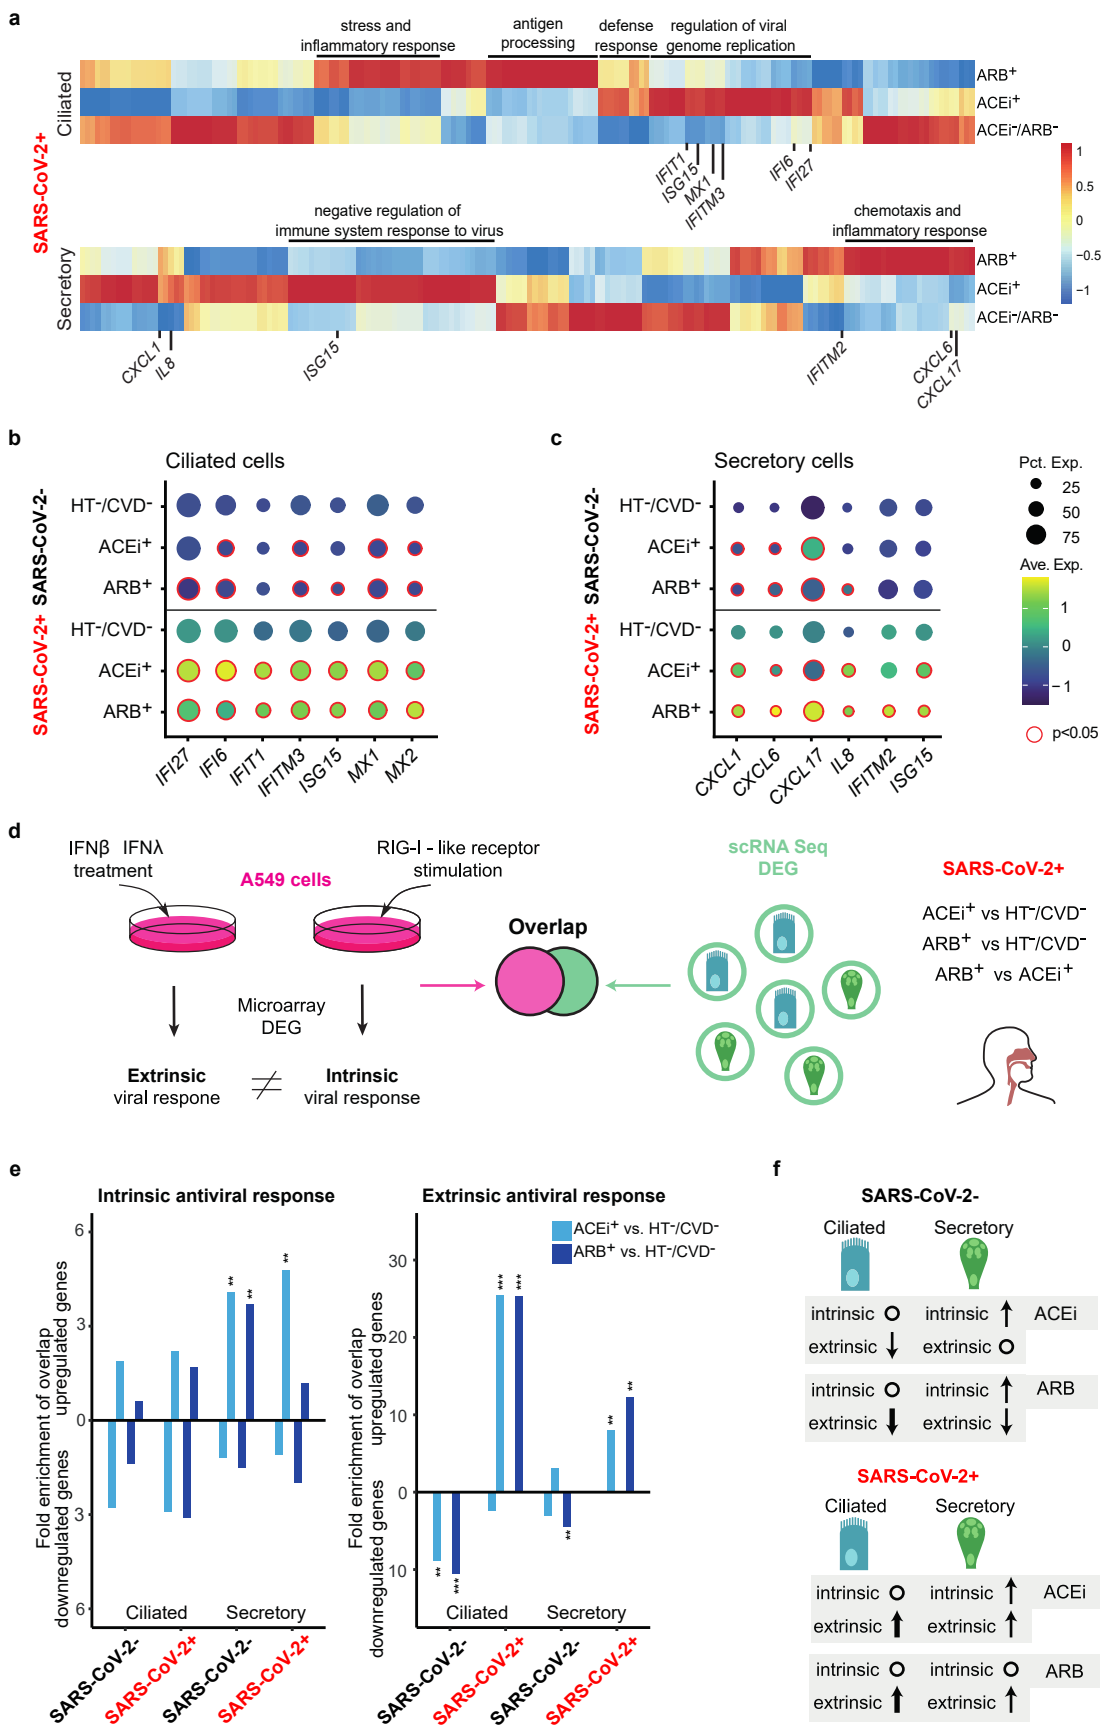 a
stress and
inflammatory response
antigen
processing
defense
response
regulation of viral
genome replication
SARS-CoV-2+
Ciliated
ARB+
ACEi+
ACEi-/ARB-
IFIT1
ISG15
MX1
IFITM3
IFI6
IFI27
1
0.5
0
−0.5
−1
negative regulation of
immune system response to virus
chemotaxis and
inflammatory response
Secretory
ARB+
ACEi+
ACEi-/ARB-
CXCL1
IL8
ISG15
IFITM2
CXCL6
CXCL17
b
Ciliated cells
SARS-CoV-2-
HT-/CVD-
ACEi+
ARB+
SARS-CoV-2+
HT-/CVD-
ACEi+
ARB+
IFI27
IFI6
IFIT1
IFITM3
ISG15
MX1
MX2
c
Secretory cells
SARS-CoV-2-
HT-/CVD-
ACEi+
ARB+
SARS-CoV-2+
HT-/CVD-
ACEi+
ARB+
CXCL1
CXCL6
CXCL17
IL8
IFITM2
ISG15
Pct. Exp.
25
50
75
Ave. Exp.
1
0
−1
p<0.05
d
IFNβ IFNλ
treatment
A549 cells
RIG-I - like receptor
stimulation
Microarray
DEG
Extrinsic
viral respone
Intrinsic
viral response
Overlap
scRNA Seq
DEG
SARS-CoV-2+
ACEi+ vs HT-/CVD-
ARB+ vs HT-/CVD-
ARB+ vs ACEi+
e
Intrinsic antiviral response
Fold enrichment of overlap
downregulated genes upregulated genes
6
3
0
3
6
** ** **
Ciliated Secretory
SARS-CoV-2-
SARS-CoV-2+
SARS-CoV-2-
SARS-CoV-2+
Extrinsic antiviral response
ACEi+ vs. HT-/CVD-
ARB+ vs. HT-/CVD-
Fold enrichment of overlap
downregulated genes upregulated genes
30
20
10
0
10
*** *** ** **
** *** **
Ciliated Secretory
SARS-CoV-2-
SARS-CoV-2+
SARS-CoV-2-
SARS-CoV-2+
f
SARS-CoV-2-
Ciliated Secretory
intrinsic intrinsic ACEi
extrinsic extrinsic
intrinsic intrinsic ARB
extrinsic extrinsic
SARS-CoV-2+
Ciliated Secretory
intrinsic intrinsic ACEi
extrinsic extrinsic
intrinsic intrinsic ARB
extrinsic extrinsic